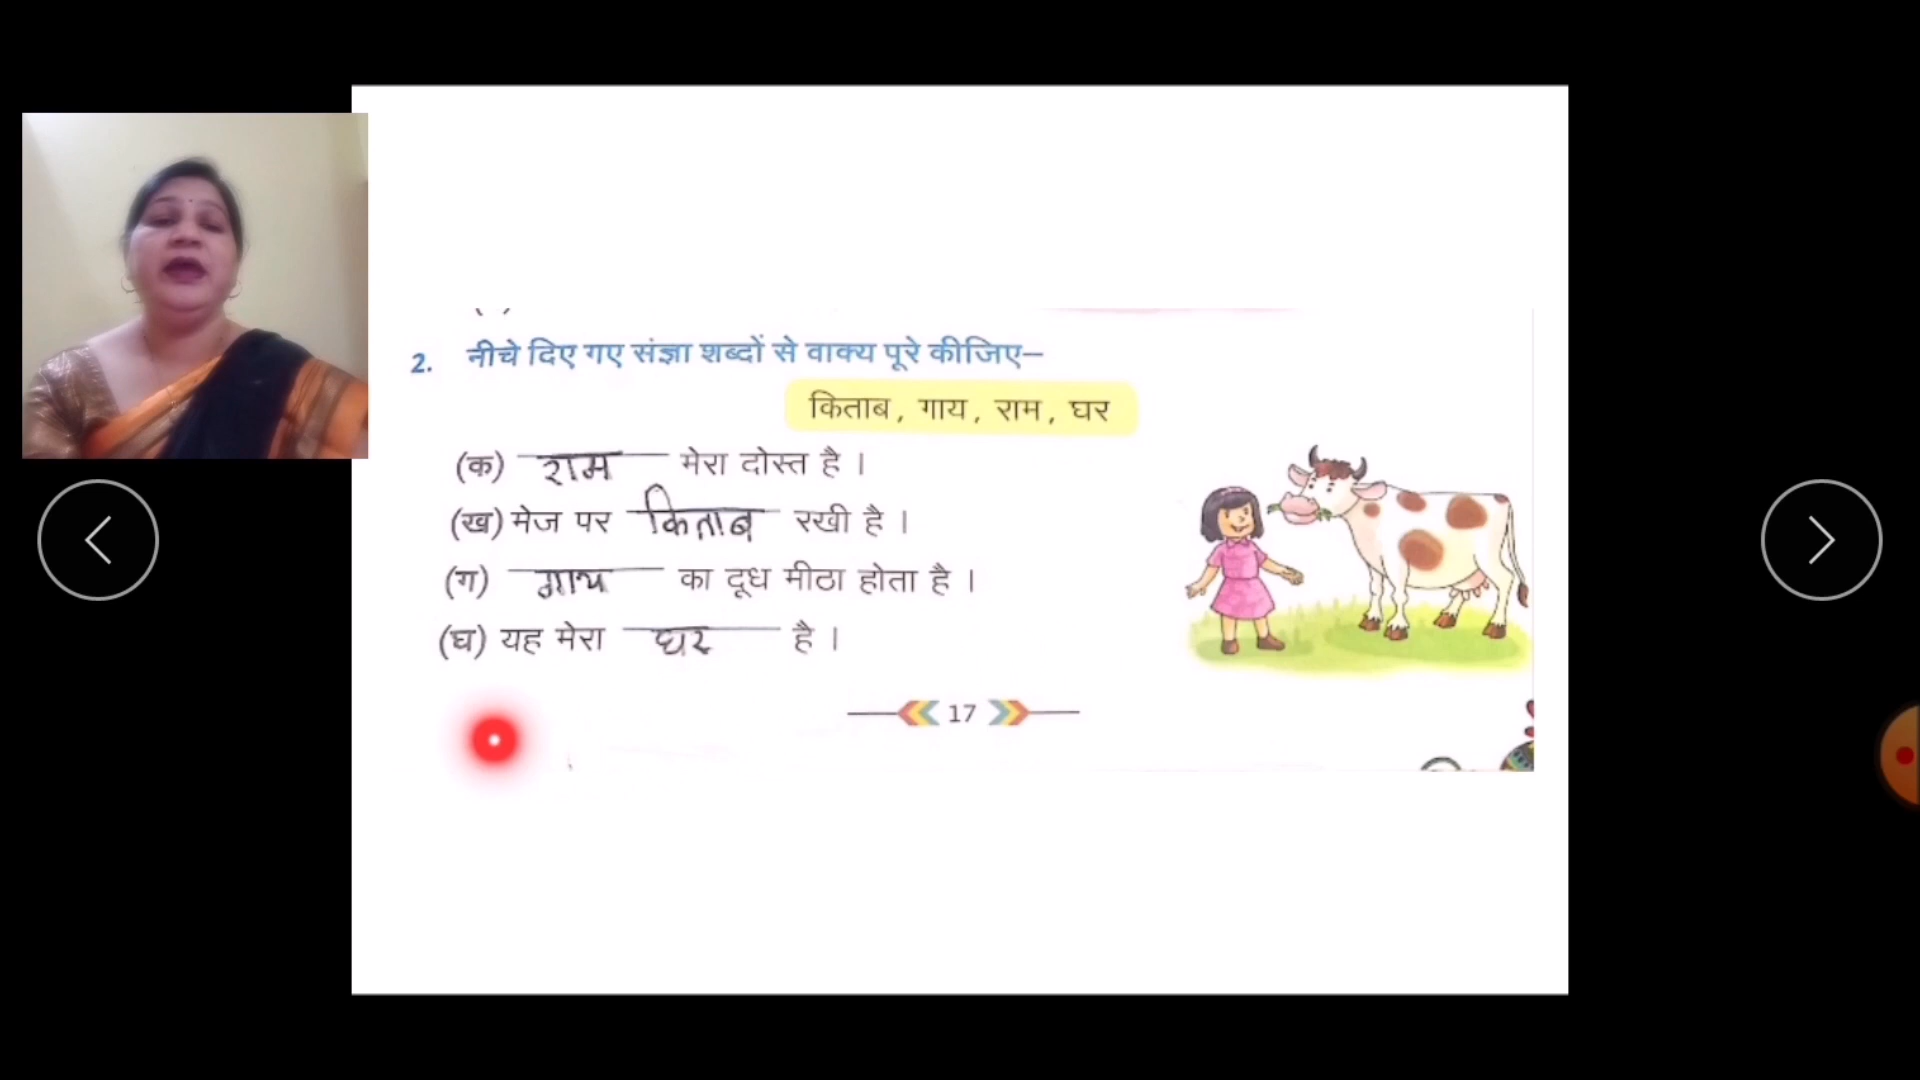 2. नीचे दिए गए संज्ञा शब्दों से वाक्य पूरे कीजिए–
किताब, गाय, राम, घर
(क) राम मेरा दोस्त है ।
(ख) मेज पर किताब रखी है ।
(ग) गाय का दूध मीठा होता है ।
(घ) यह मेरा घर है ।
17